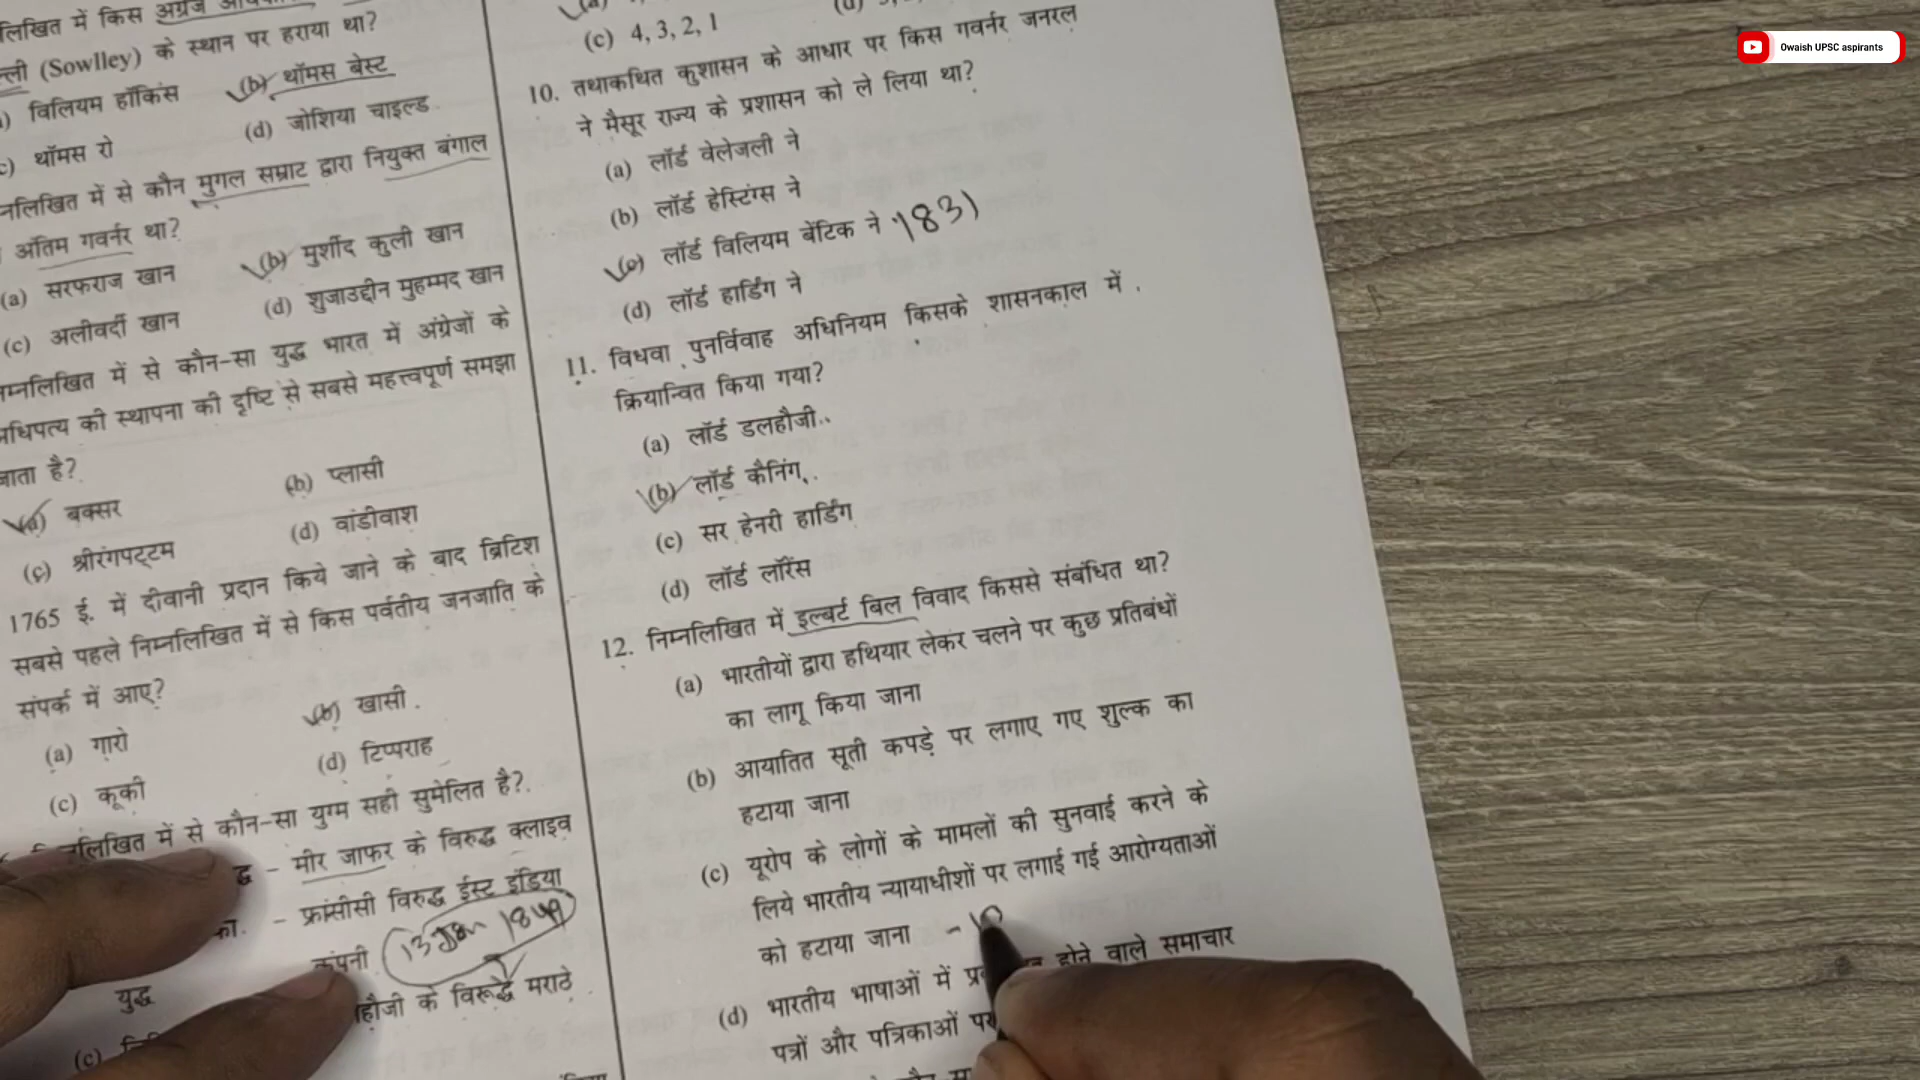 लिखित में किस अंग्रेज
ल्ली (Sowlley) के स्थान पर हराया था?
) विलियम हॉकिंस (b) थॉमस बेस्ट
c) थॉमस रो (d) जोशिया चाइल्ड
नलिखित में से कौन मुगल सम्राट द्वारा नियुक्त बंगाल
अंतिम गवर्नर था?
(a) सरफराज खान (b) मुर्शीद कुली खान
(c) अलीवर्दी खान (d) शुजाउद्दीन मुहम्मद खान
म्नलिखित में से कौन-सा युद्ध भारत में अंग्रेजों के
धिपत्य की स्थापना की दृष्टि से सबसे महत्त्वपूर्ण समझा
जाता है?
(a) बक्सर (b) प्लासी
(c) श्रीरंगपट्टम (d) वांडीवाश
1765 ई. में दीवानी प्रदान किये जाने के बाद ब्रिटिश
सबसे पहले निम्नलिखित में से किस पर्वतीय जनजाति के
संपर्क में आए?
(a) गारो (b) खासी
(c) कूकी (d) टिप्पराह
लिखित में से कौन-सा युग्म सही सुमेलित है?
द्ध - मीर जाफर के विरुद्ध क्लाइव
का. - फ्रांसीसी विरुद्ध ईस्ट इंडिया
कंपनी 13 Jan 1849
युद्ध हौजी के विरूद्ध मराठे
(c)
(c) 4, 3, 2, 1
10. तथाकथित कुशासन के आधार पर किस गवर्नर जनरल
ने मैसूर राज्य के प्रशासन को ले लिया था?
(a) लॉर्ड वेलेजली ने
(b) लॉर्ड हेस्टिंग्स ने
(c) लॉर्ड विलियम बेंटिक ने 1831
(d) लॉर्ड हार्डिंग ने
11. विधवा पुनर्विवाह अधिनियम किसके शासनकाल में
क्रियान्वित किया गया?
(a) लॉर्ड डलहौजी
(b) लॉर्ड कैनिंग
(c) सर हेनरी हार्डिंग
(d) लॉर्ड लॉरेंस
12. निम्नलिखित में इल्बर्ट बिल विवाद किससे संबंधित था?
(a) भारतीयों द्वारा हथियार लेकर चलने पर कुछ प्रतिबंधों
का लागू किया जाना
(b) आयातित सूती कपड़े पर लगाए गए शुल्क का
हटाया जाना
(c) यूरोप के लोगों के मामलों की सुनवाई करने के
लिये भारतीय न्यायाधीशों पर लगाई गई आरोग्यताओं
को हटाया जाना -
(d) भारतीय भाषाओं में होने वाले समाचार
पत्रों और पत्रिकाओं
Owaish UPSC aspirants